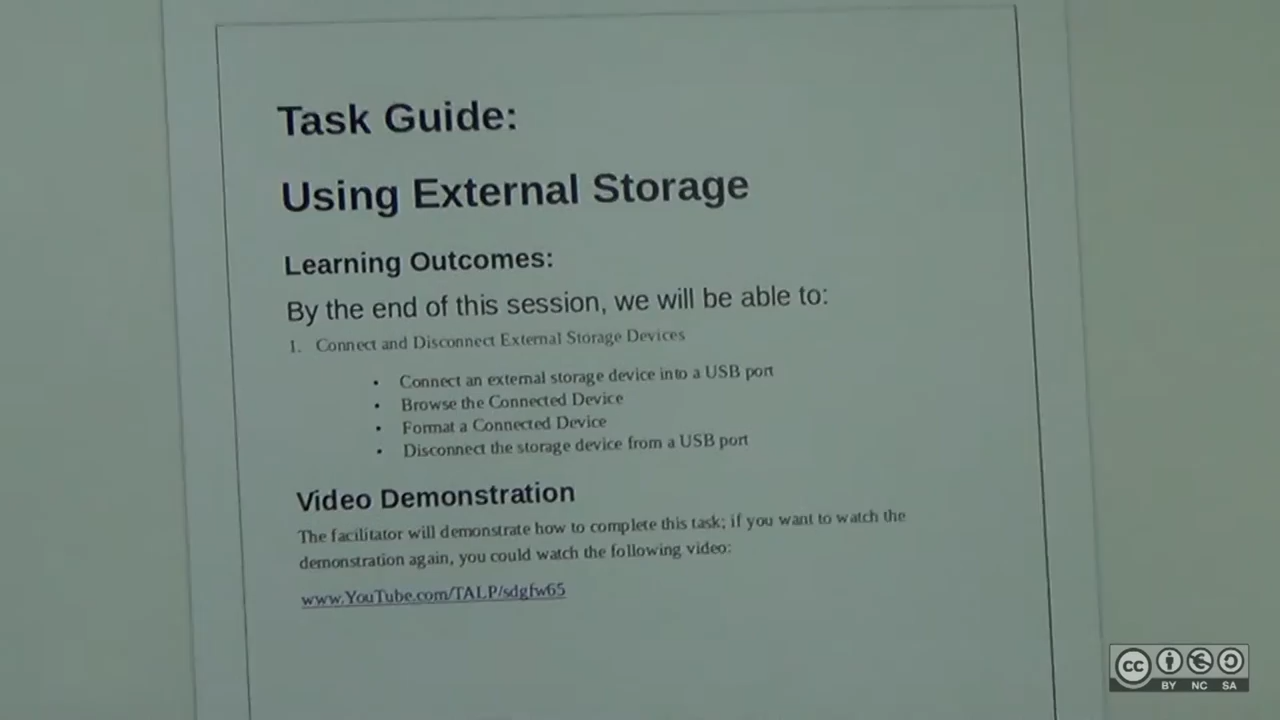 Task Guide:
Using External Storage
Learning Outcomes:
By the end of this session, we will be able to:
1. Connect and Disconnect External Storage Devices
• Connect an external storage device into a USB port
• Browse the Connected Device
• Format a Connected Device
• Disconnect the storage device from a USB port
Video Demonstration
The facilitator will demonstrate how to complete this task; if you want to watch the
demonstration again, you could watch the following video:
www.YouTube.com/TALP/sdgfw65
cc
BY NC SA